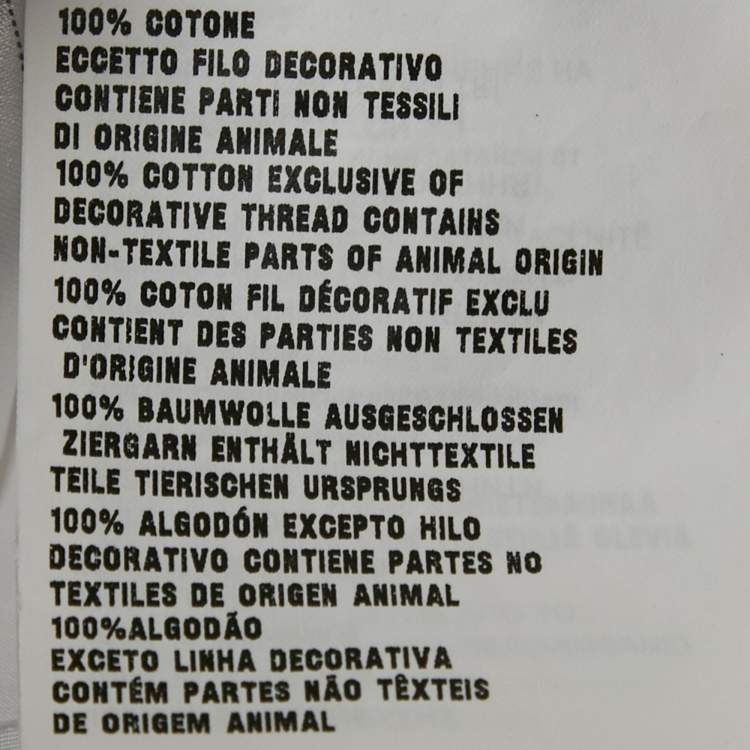 100% COTONE
ECCETTO FILO DECORATIVO
CONTIENE PARTI NON TESSILI
DI ORIGINE ANIMALE
100% COTTON EXCLUSIVE OF
DECORATIVE THREAD CONTAINS
NON-TEXTILE PARTS OF ANIMAL ORIGIN
100% COTON FIL DÉCORATIF EXCLU
CONTIENT DES PARTIES NON TEXTILES
D'ORIGINE ANIMALE
100% BAUMWOLLE AUSGESCHLOSSEN
ZIERGARN ENTHÄLT NICHTTEXTILE
TEILE TIERISCHEN URSPRUNGS
100% ALGODÓN EXCEPTO HILO
DECORATIVO CONTIENE PARTES NO
TEXTILES DE ORIGEN ANIMAL
100%ALGODÃO
EXCETO LINHA DECORATIVA
CONTÉM PARTES NÃO TÊXTEIS
DE ORIGEM ANIMAL